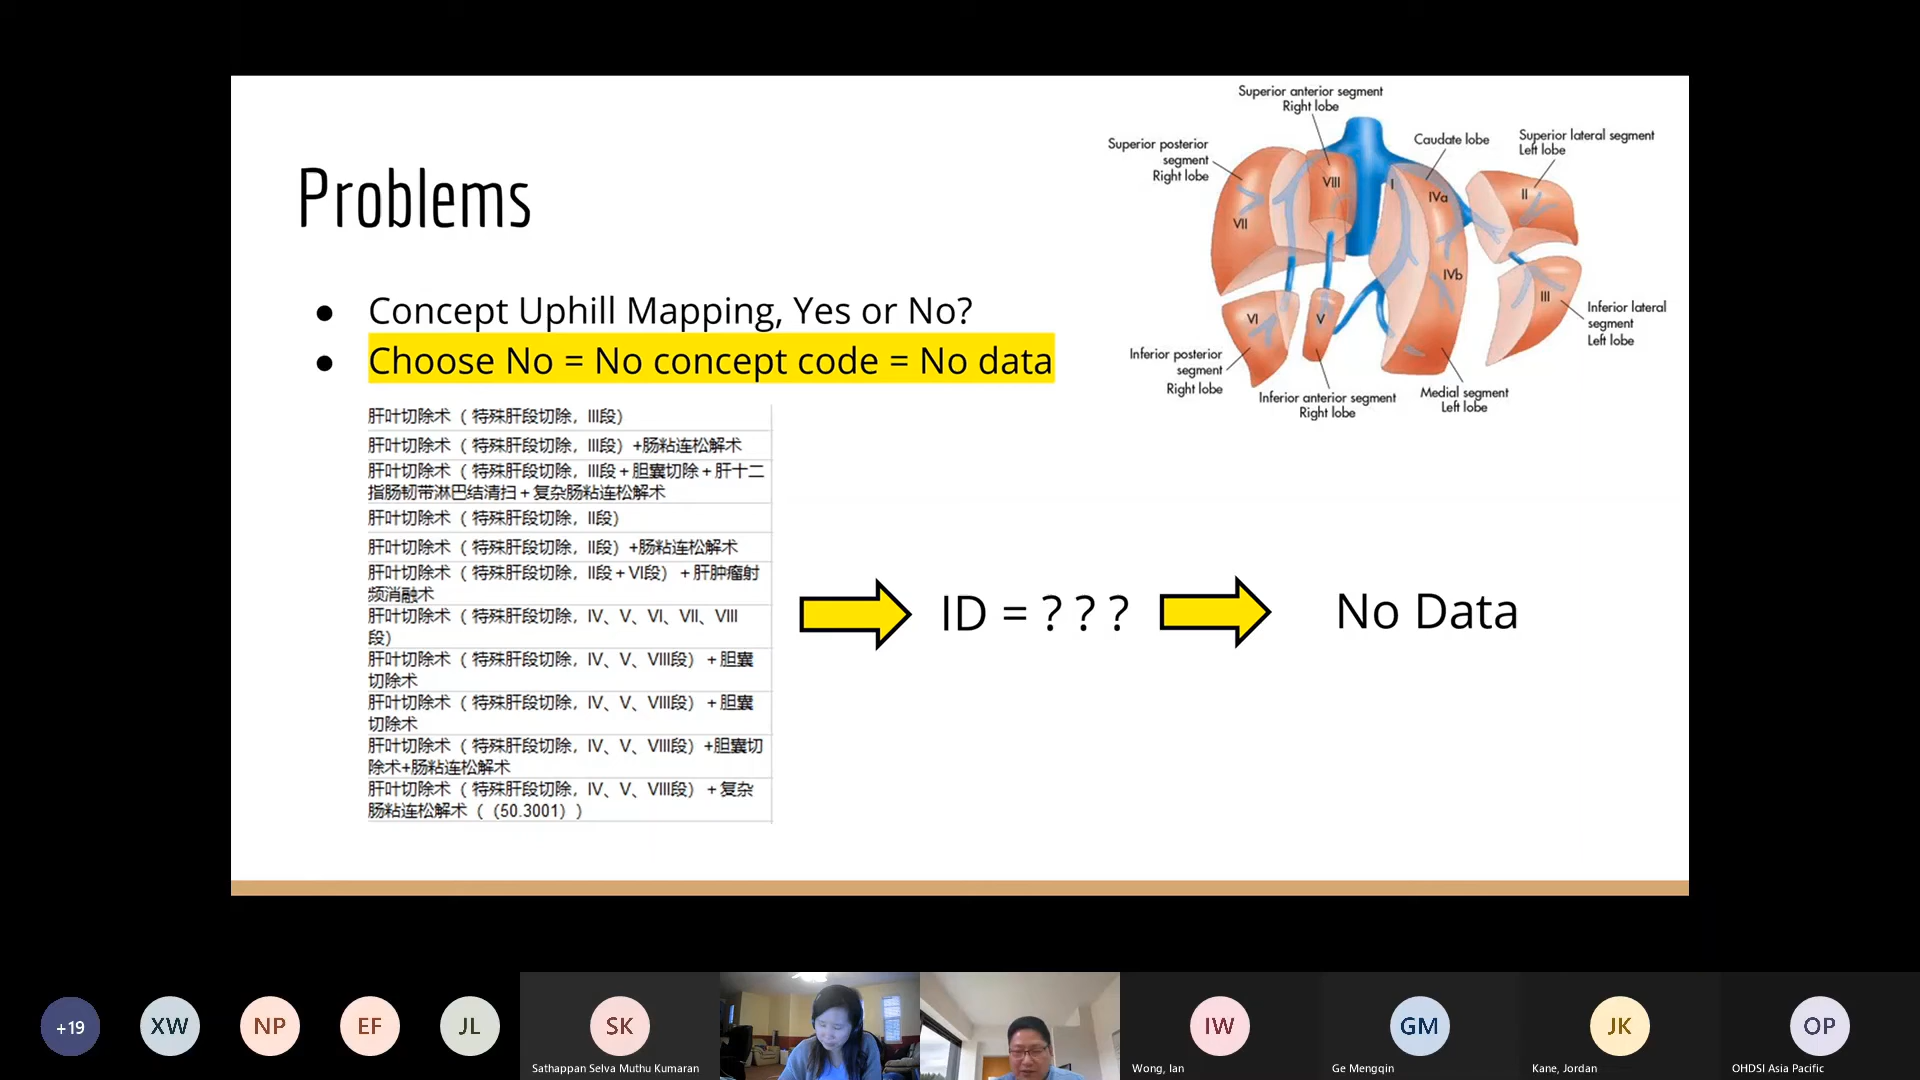 Problems
● Concept Uphill Mapping, Yes or No?
● Choose No = No concept code = No data
Superior anterior segment
Right lobe
Superior posterior
segment
Right lobe
Caudate lobe
Superior lateral segment
Left lobe
VII
VIII
I
IVa
II
IVb
III
VI
V
Inferior lateral
segment
Left lobe
Inferior posterior
segment
Right lobe
Inferior anterior segment
Right lobe
Medial segment
Left lobe
肝叶切除术（特殊肝段切除，III段）
肝叶切除术（特殊肝段切除，III段）+肠粘连松解术
肝叶切除术（特殊肝段切除，III段＋胆囊切除＋肝十二
指肠韧带淋巴结清扫＋复杂肠粘连松解术
肝叶切除术（特殊肝段切除，II段）
肝叶切除术（特殊肝段切除，II段）+肠粘连松解术
肝叶切除术（特殊肝段切除，II段＋VI段）＋肝肿瘤射
频消融术
肝叶切除术（特殊肝段切除，IV、V、VI、VII、VIII
段）
肝叶切除术（特殊肝段切除，IV、V、VIII段）＋胆囊
切除术
肝叶切除术（特殊肝段切除，IV、V、VIII段）＋胆囊
切除术
肝叶切除术（特殊肝段切除，IV、V、VIII段）+胆囊切
除术+肠粘连松解术
肝叶切除术（特殊肝段切除，IV、V、VIII段）＋复杂
肠粘连松解术（（50.3001））
ID = ? ? ?
No Data
+19
XW
NP
EF
JL
SK
IW
GM
JK
OP
Sathappan Selva Muthu Kumaran
Wong, Ian
Ge Mengqin
Kane, Jordan
OHDSI Asia Pacific